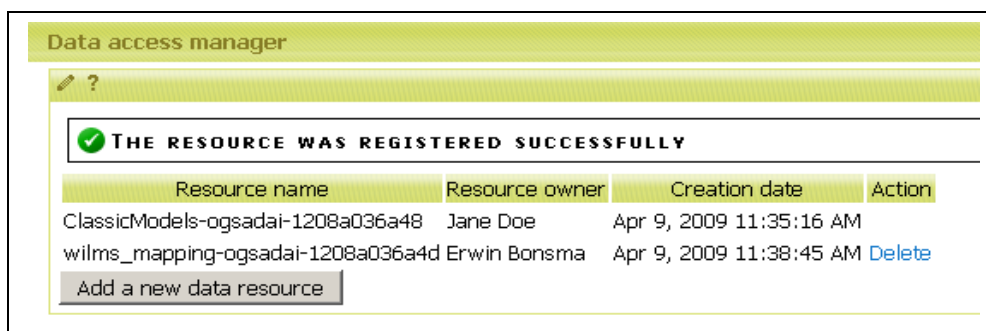 Data access manager
?
THE RESOURCE WAS REGISTERED SUCCESSFULLY
Resource name Resource owner Creation date Action
ClassicModels-ogsadai-1208a036a48 Jane Doe Apr 9, 2009 11:35:16 AM
wilms_mapping-ogsadai-1208a036a4d Erwin Bonsma Apr 9, 2009 11:38:45 AM Delete
Add a new data resource